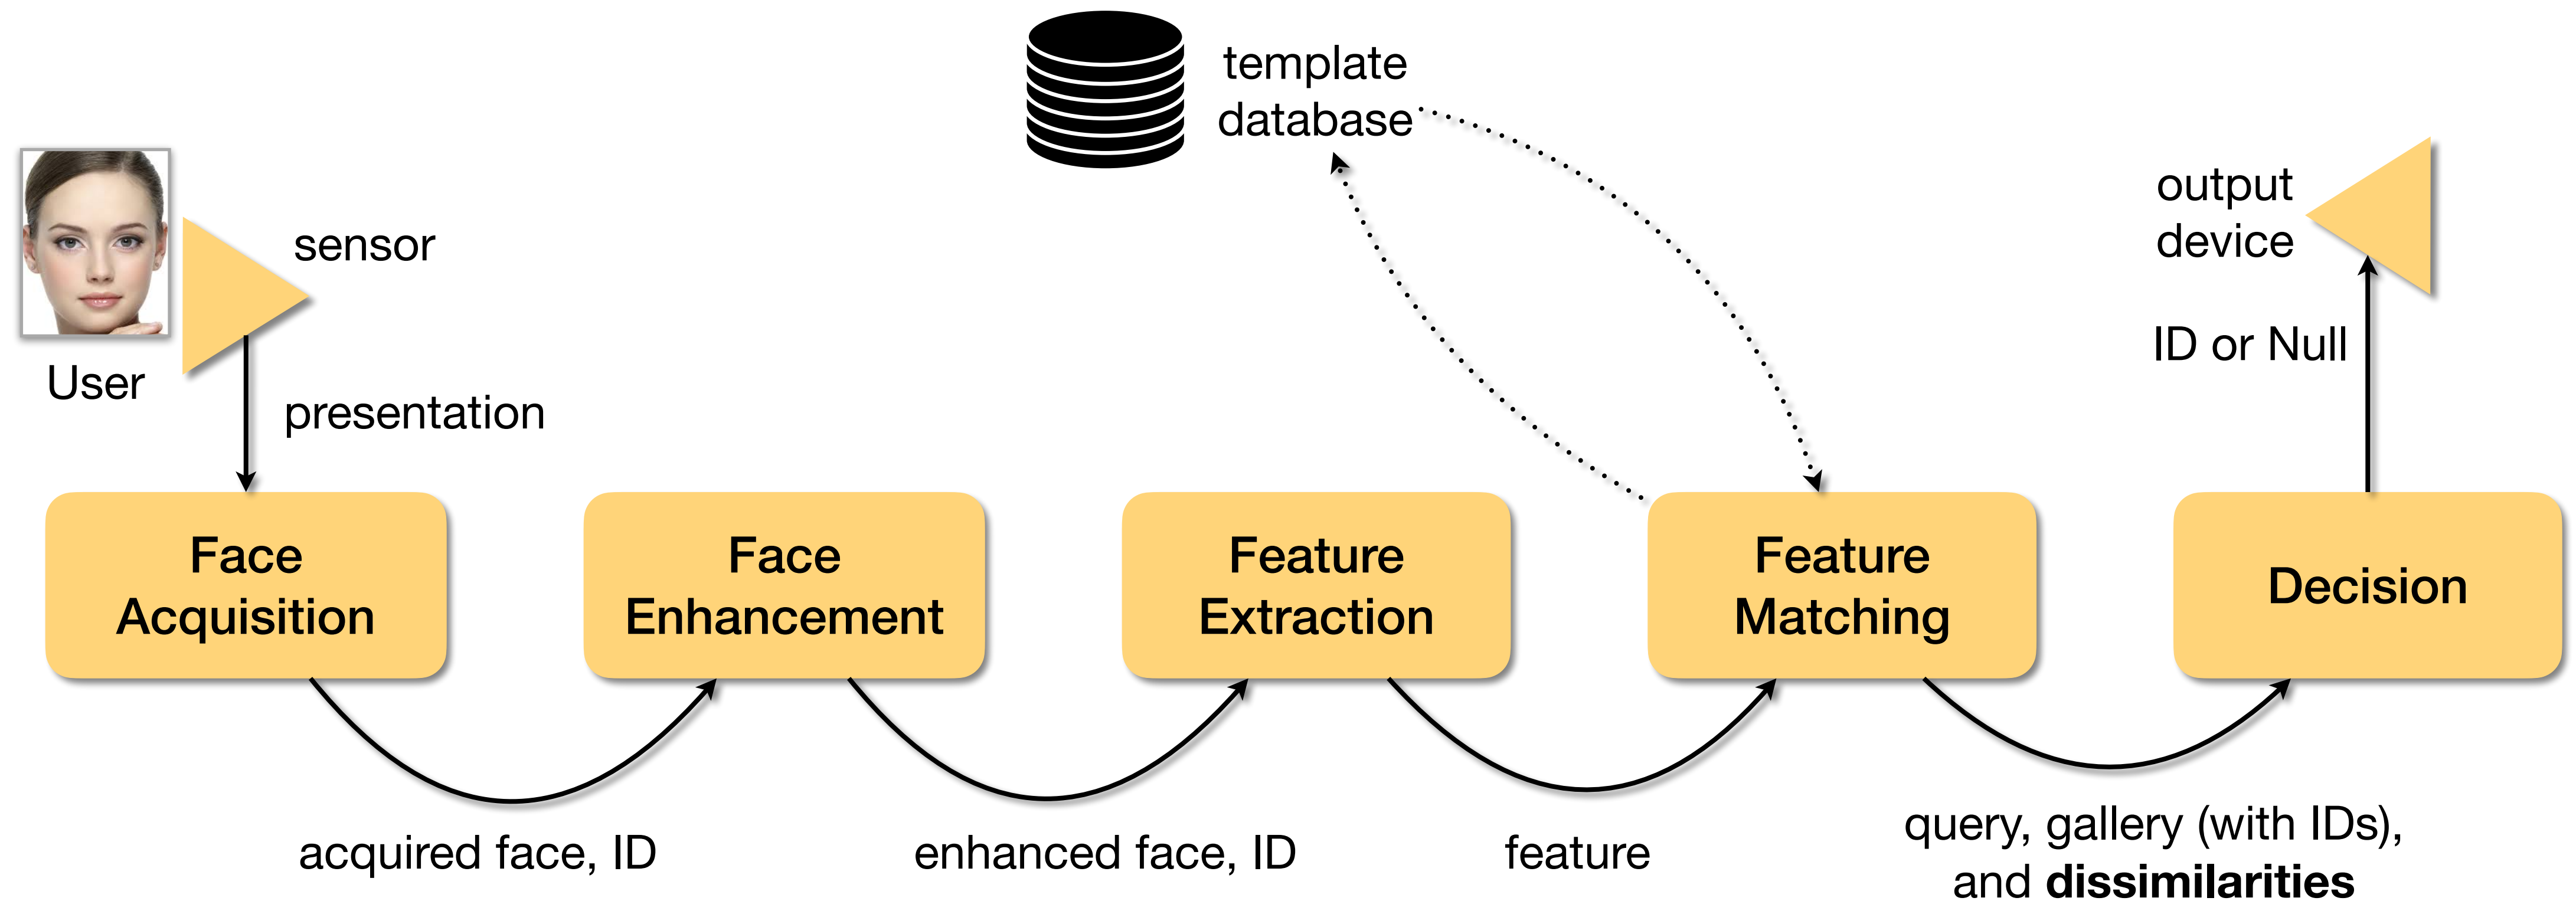 template
database
sensor
User
presentation
output
device
ID or Null
Face
Acquisition
Face
Enhancement
Feature
Extraction
Feature
Matching
Decision
acquired face, ID
enhanced face, ID
feature
query, gallery (with IDs),
and dissimilarities